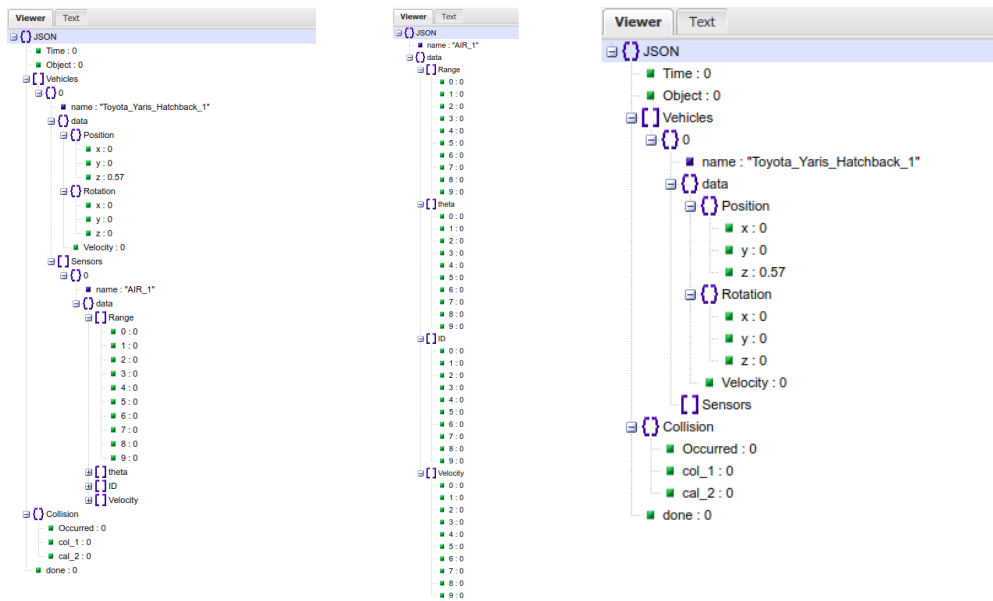 Viewer Text
JSON
Time : 0
Object : 0
Vehicles
0
name : "Toyota_Yaris_Hatchback_1"
data
Position
x : 0
y : 0
z : 0.57
Rotation
x : 0
y : 0
z : 0
Velocity : 0
Sensors
0
name : "AIR_1"
data
Range
0 : 0
1 : 0
2 : 0
3 : 0
4 : 0
5 : 0
6 : 0
7 : 0
8 : 0
9 : 0
theta
ID
Velocity
Collision
Occurred : 0
col_1 : 0
cal_2 : 0
done : 0
Viewer Text
JSON
name : "AIR_1"
data
Range
0 : 0
1 : 0
2 : 0
3 : 0
4 : 0
5 : 0
6 : 0
7 : 0
8 : 0
9 : 0
theta
0 : 0
1 : 0
2 : 0
3 : 0
4 : 0
5 : 0
6 : 0
7 : 0
8 : 0
9 : 0
ID
0 : 0
1 : 0
2 : 0
3 : 0
4 : 0
5 : 0
6 : 0
7 : 0
8 : 0
9 : 0
Velocity
0 : 0
1 : 0
2 : 0
3 : 0
4 : 0
5 : 0
6 : 0
7 : 0
8 : 0
9 : 0
Viewer Text
JSON
Time : 0
Object : 0
Vehicles
0
name : "Toyota_Yaris_Hatchback_1"
data
Position
x : 0
y : 0
z : 0.57
Rotation
x : 0
y : 0
z : 0
Velocity : 0
Sensors
Collision
Occurred : 0
col_1 : 0
cal_2 : 0
done : 0